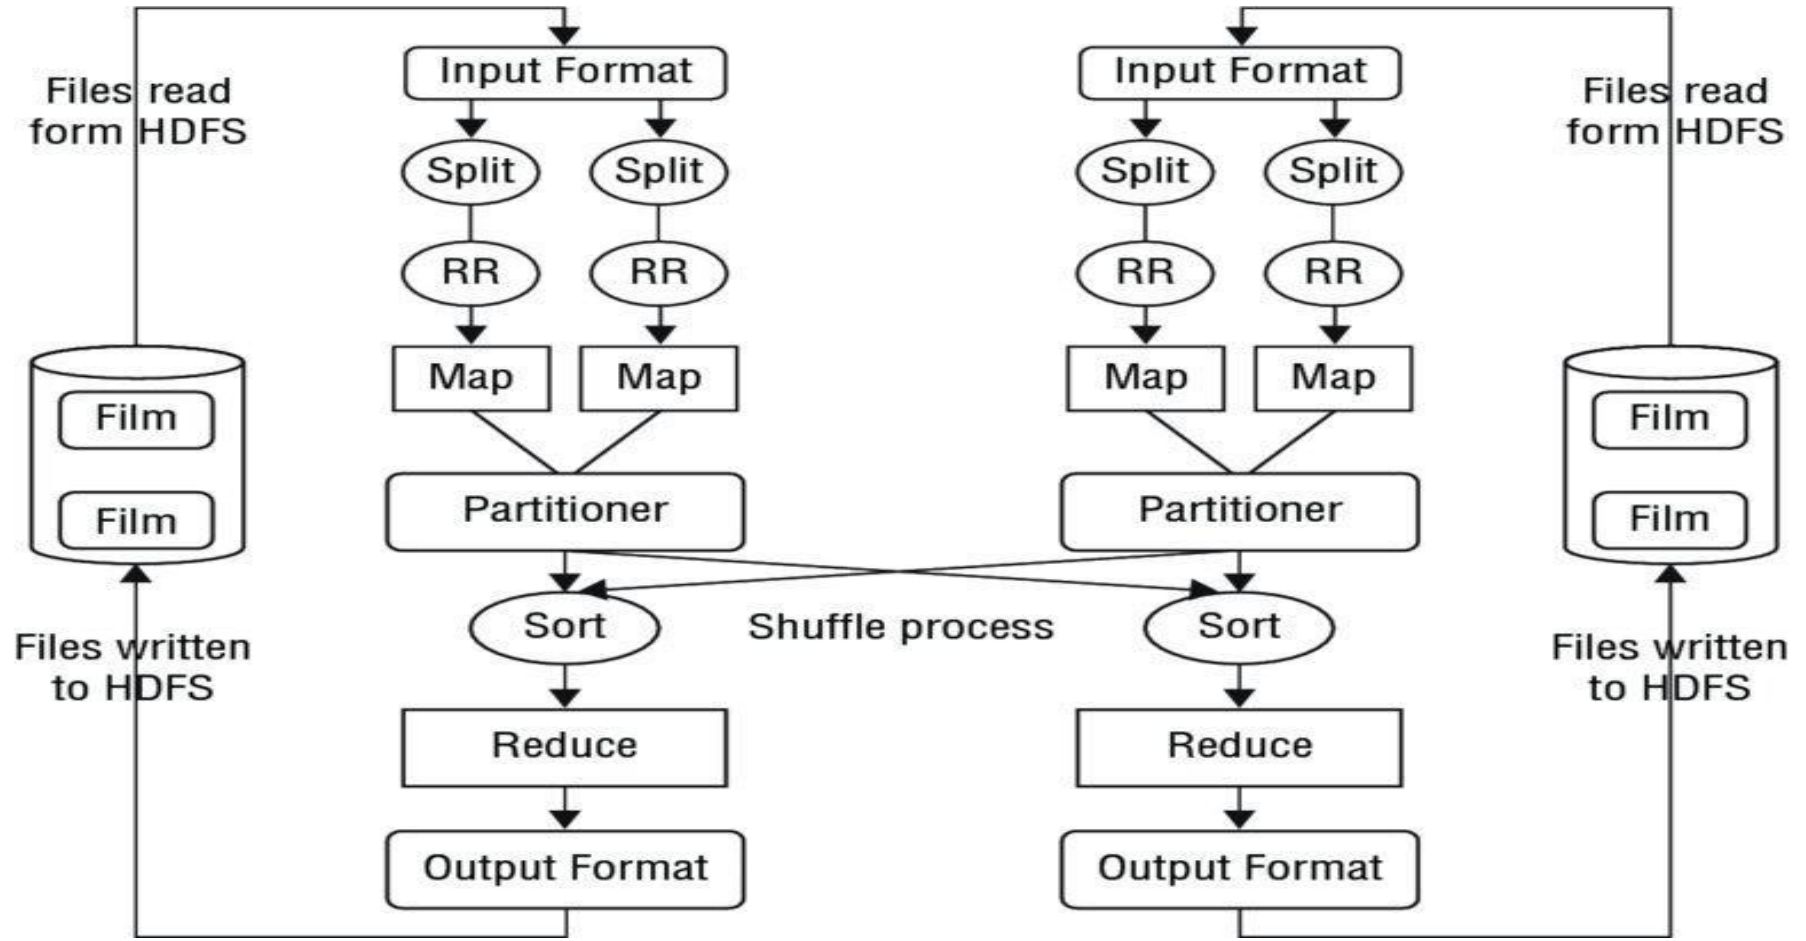 Input Format
Input Format
Files read
form HDFS
Files read
form HDFS
Split
Split
Split
Split
RR
RR
RR
RR
Map
Map
Map
Map
Film
Film
Film
Film
Partitioner
Partitioner
Sort
Shuffle process
Sort
Files written
to HDFS
Files written
to HDFS
Reduce
Reduce
Output Format
Output Format